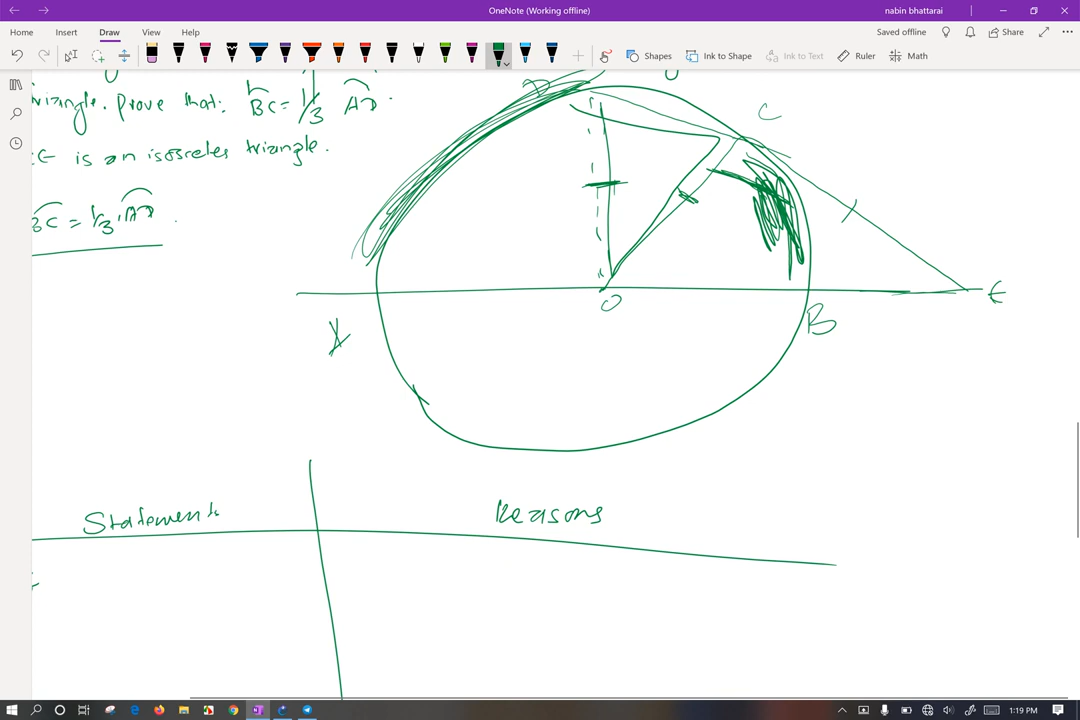 OneNote (Working offline)
nabin bhattarai
Home Insert Draw View Help
Saved offline
Share
Shapes
Ink to Shape
Ink to Text
Ruler
Math
triangle. Prove that: BC = 1/3 AD.
is an isosceles triangle.
BC = 1/3 AD.
D
C
O
B
E
Statements
Reasons
1:19 PM